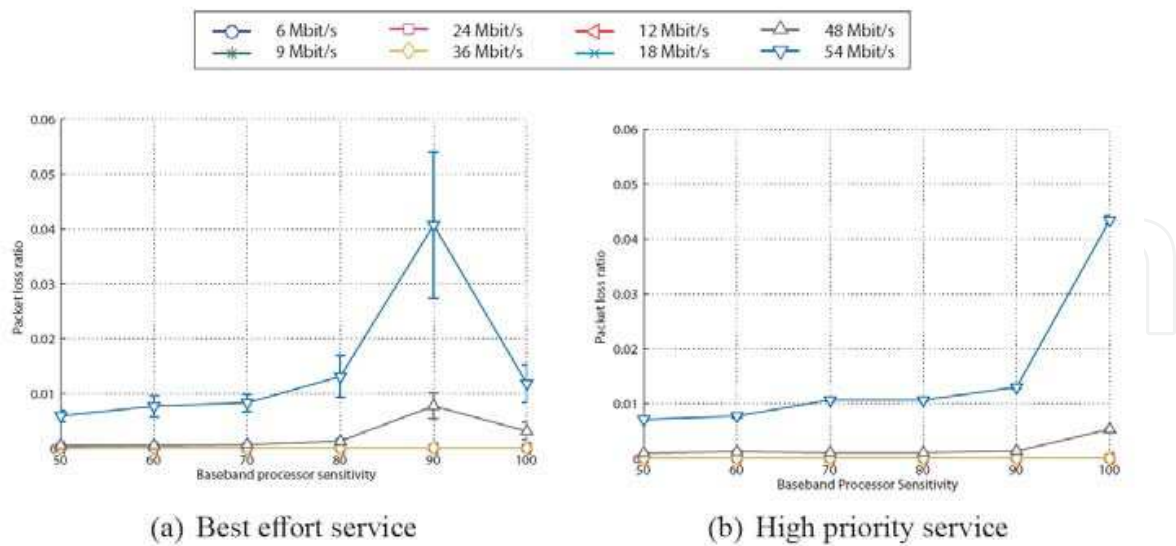 6 Mbit/s 24 Mbit/s 12 Mbit/s 48 Mbit/s
9 Mbit/s 36 Mbit/s 18 Mbit/s 54 Mbit/s
0.06
0.05
0.04
0.03
0.02
0.01
0
Packet loss ratio
50 60 70 80 90 100
Baseband processor sensitivity
(a) Best effort service
0.06
0.05
0.04
0.03
0.02
0.01
0
Packet loss ratio
50 60 70 80 90 100
Baseband Processor Sensitivity
(b) High priority service